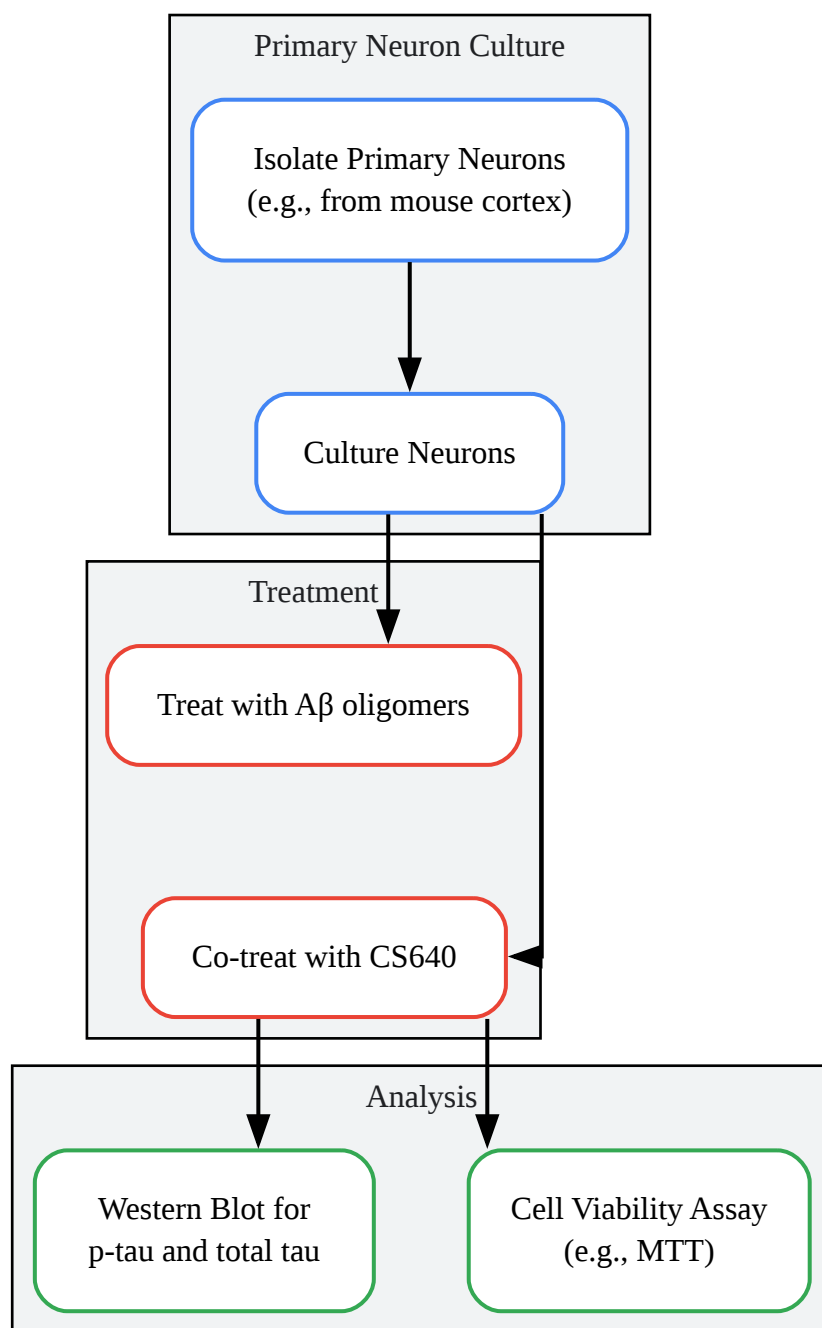 Primary Neuron Culture
Isolate Primary Neurons
(e.g., from mouse cortex)
Culture Neurons
Treatment
Treat with Aβ oligomers
Co-treat with CS640
Analysis
Western Blot for
p-tau and total tau
Cell Viability Assay
(e.g., MTT)